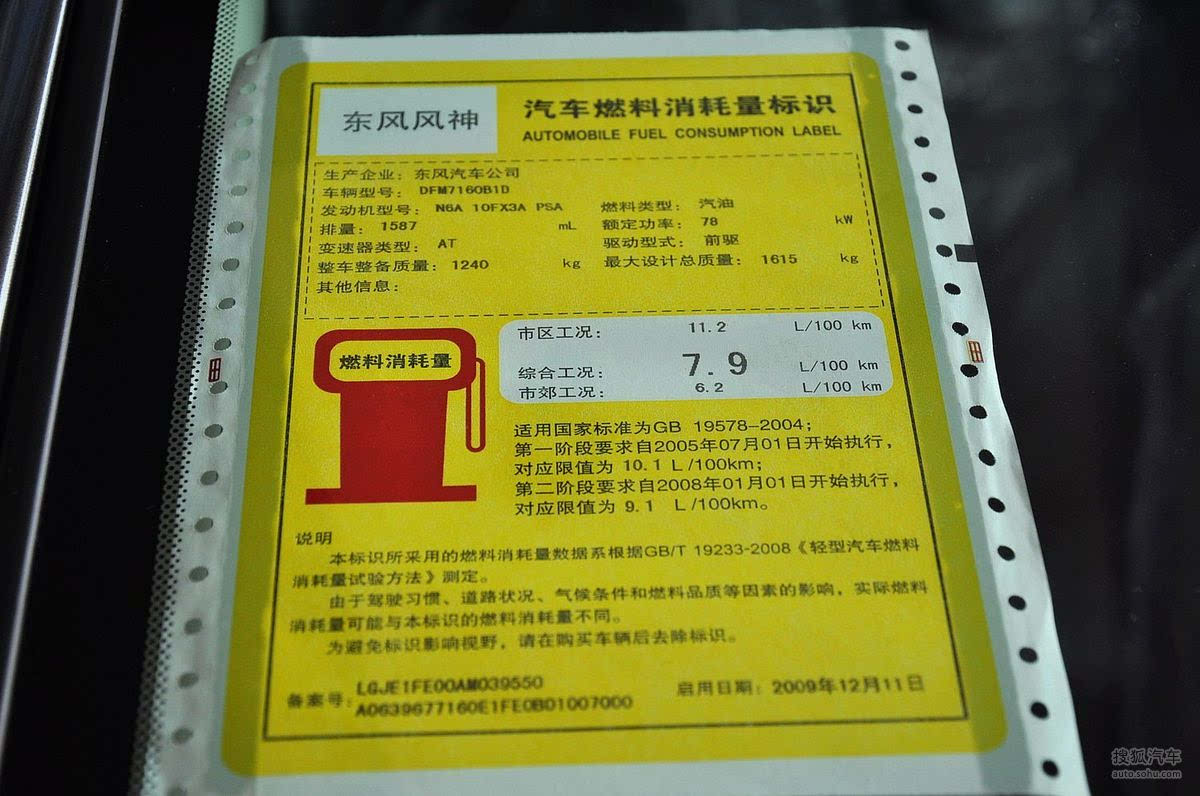 东风风神
汽车燃料消耗量标识
AUTOMOBILE FUEL CONSUMPTION LABEL
生产企业: 东风汽车公司
车辆型号: DFM7160B1D
发动机型号: N6A 10FX3A PSA 燃料类型: 汽油
排量: 1587 mL 额定功率: 78 kW
变速器类型: AT 驱动型式: 前驱
整车整备质量: 1240 kg 最大设计总质量: 1615 kg
其他信息:
燃料消耗量
市区工况: 11.2 L/100 km
综合工况: 7.9 L/100 km
市郊工况: 6.2 L/100 km
适用国家标准为GB 19578-2004;
第一阶段要求自2005年07月01日开始执行,
对应限值为 10.1 L/100km;
第二阶段要求自2008年01月01日开始执行,
对应限值为 9.1 L/100km。
说明
本标识所采用的燃料消耗量数据系根据GB/T 19233-2008《轻型汽车燃料
消耗量试验方法》测定。
由于驾驶习惯、道路状况、气候条件和燃料品质等因素的影响,实际燃料
消耗量可能与本标识的燃料消耗量不同。
为避免标识影响视野,请在购买车辆后去除标识。
备案号: LGJE1FE00AM039550
A0639677160E1FE0B01007000
启用日期: 2009年12月11日
搜狐汽车
auto.sohu.com